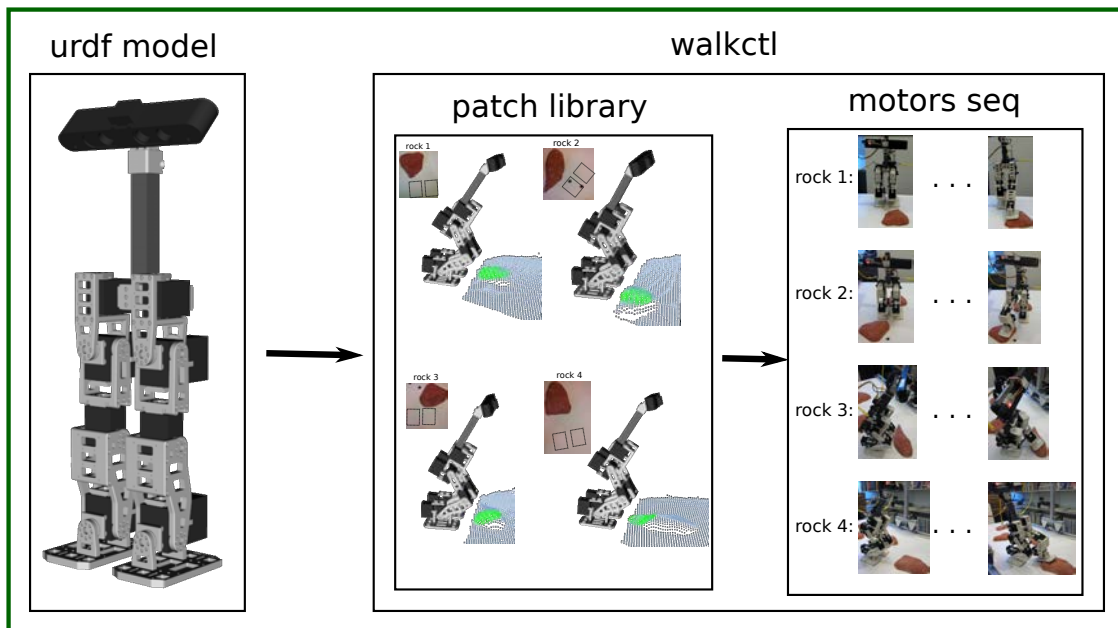 urdf model
walkctl
patch library
motors seq
rock 1
rock 2
rock 3
rock 4
rock 1:
. . .
rock 2:
. . .
rock 3:
. . .
rock 4:
. . .